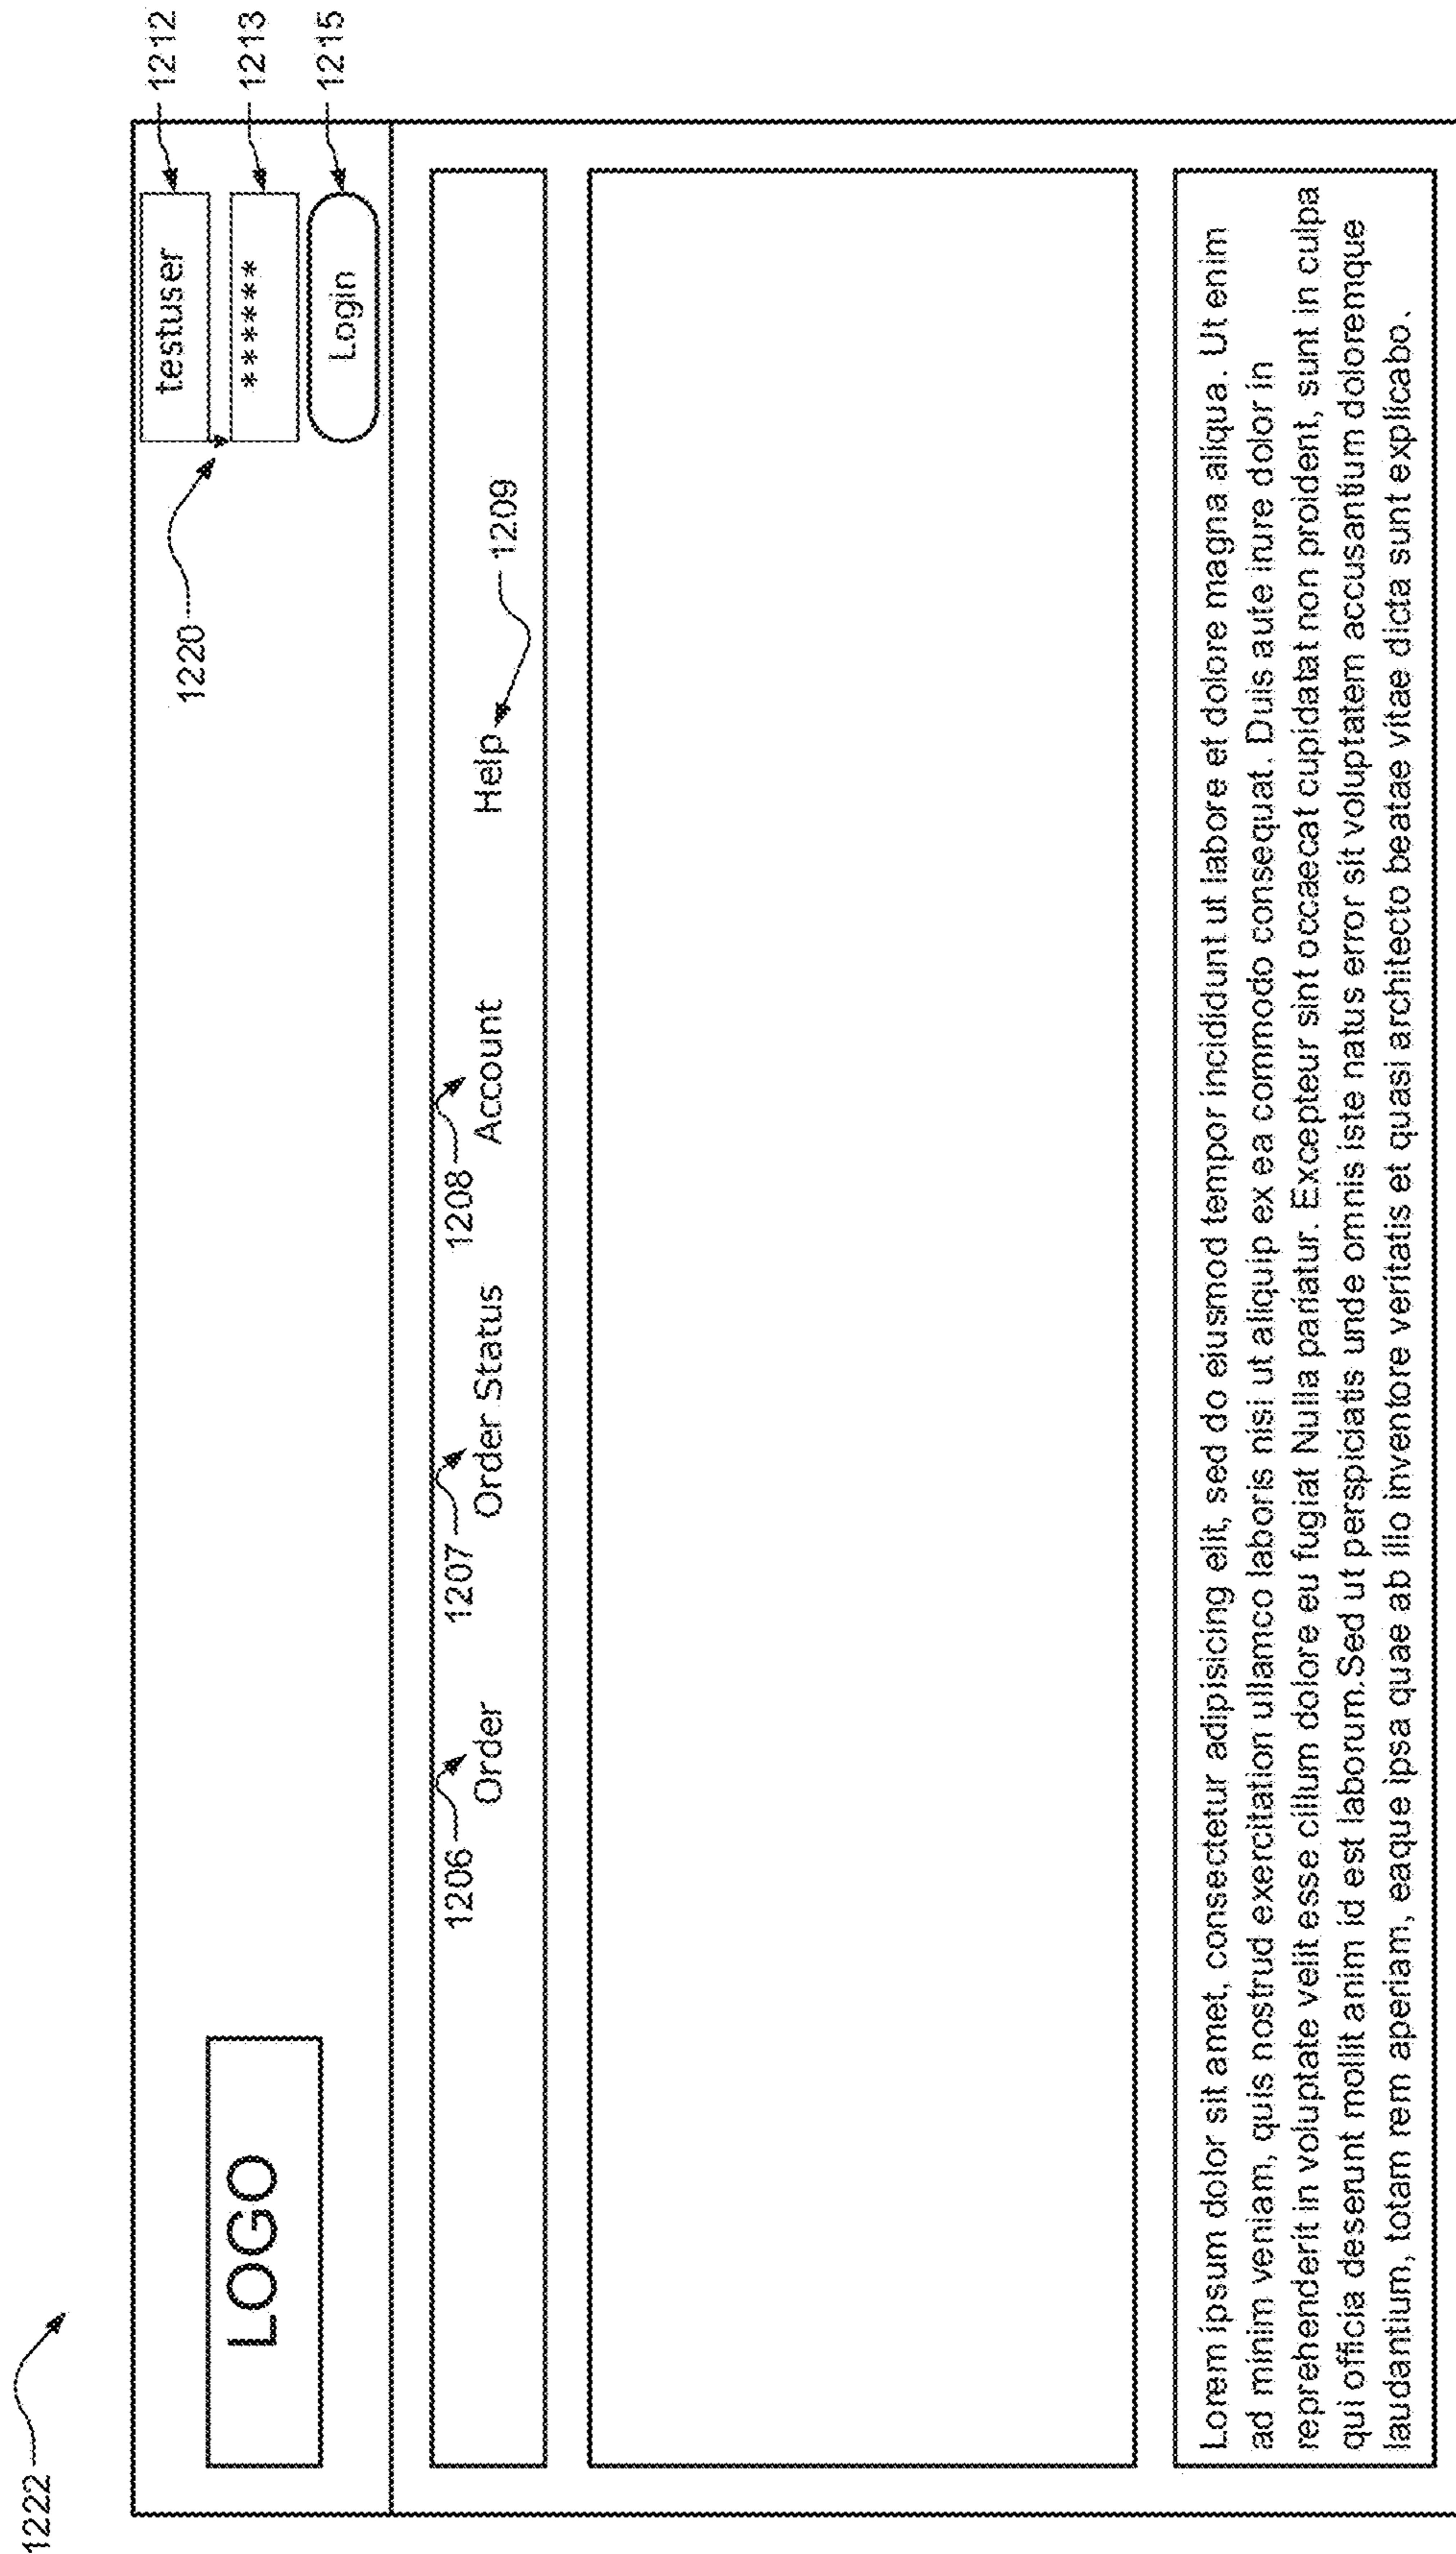 1222
LOGO
testuser
1212
*******
1213
Login
1215
1220
1206
Order
1207
Order Status
1208
Account
Help
1209
Lorem ipsum dolor sit amet, consectetur adipisicing elit, sed do eiusmod tempor incididunt ut labore et dolore magna aliqua. Ut enim
ad minim veniam, quis nostrud exercitation ullamco laboris nisi ut aliquip ex ea commodo consequat. Duis aute irure dolor in
reprehenderit in voluptate velit esse cillum dolore eu fugiat Nulla pariatur. Excepteur sint occaecat cupidatat non proident, sunt in culpa
qui officia deserunt mollit anim id est laborum.Sed ut perspiciatis unde omnis iste natus error sit voluptatem accusantium doloremque
laudantium, totam rem aperiam, eaque ipsa quae ab illo inventore veritatis et quasi architecto beatae vitae dicta sunt explicabo.